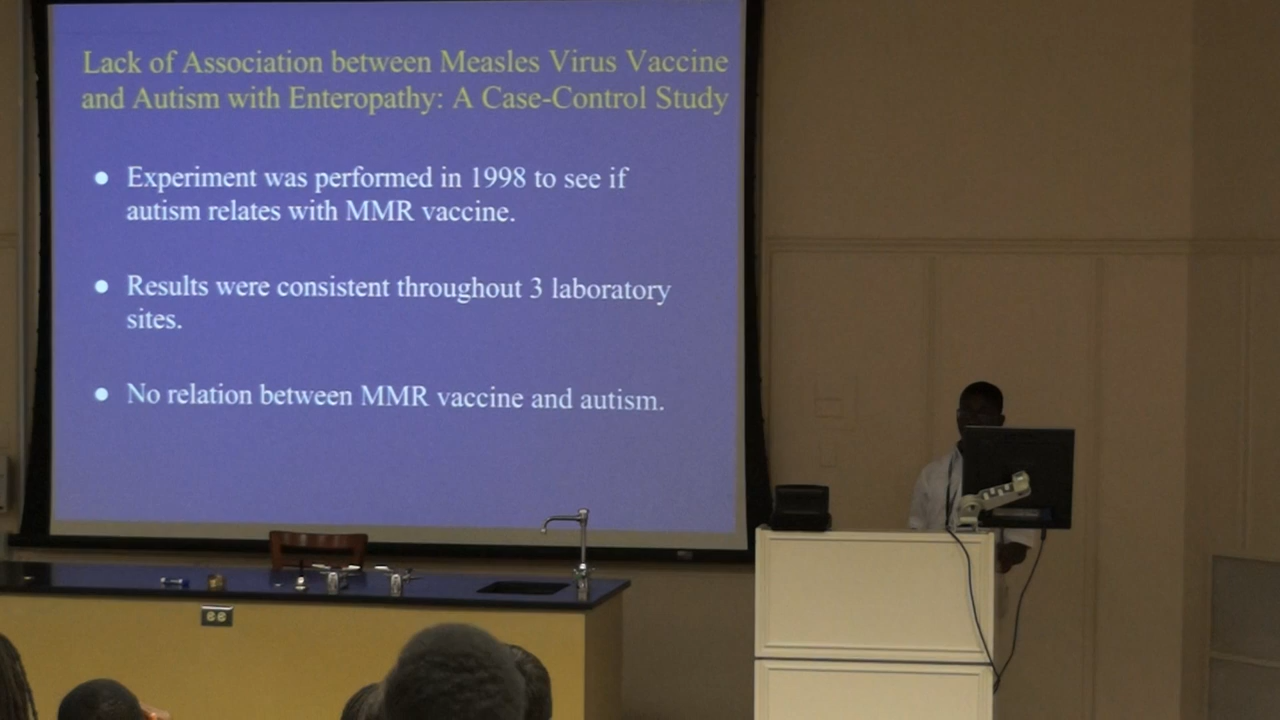 Lack of Association between Measles Virus Vaccine
and Autism with Enteropathy: A Case-Control Study
● Experiment was performed in 1998 to see if
autism relates with MMR vaccine.
● Results were consistent throughout 3 laboratory
sites.
● No relation between MMR vaccine and autism.